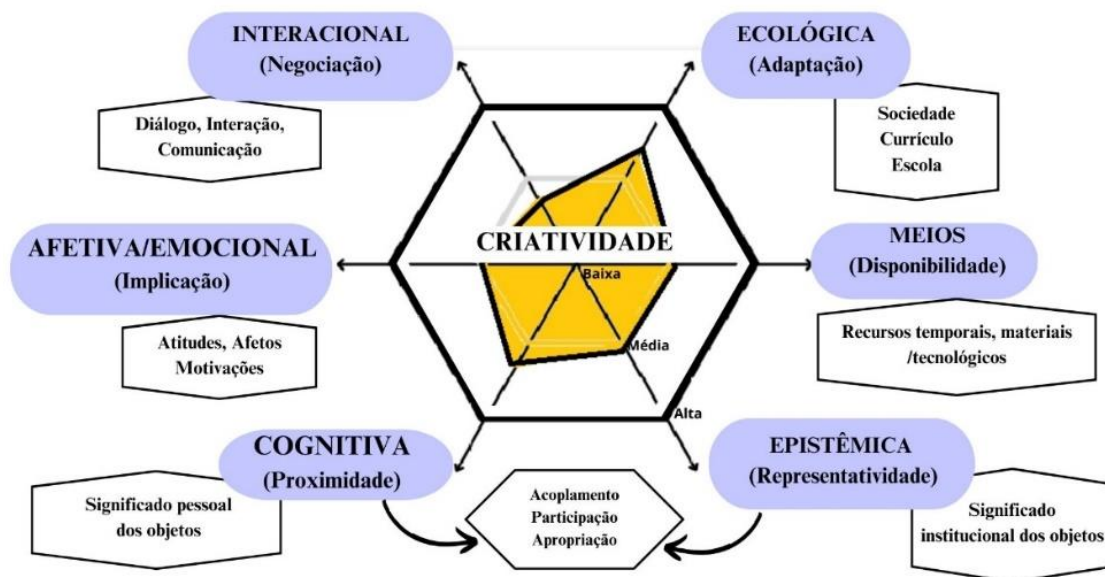 INTERACIONAL
(Negociação)
ECOLÓGICA
(Adaptação)
Diálogo, Interação,
Comunicação
Sociedade
Currículo
Escola
CRIATIVIDADE
Baixa
Média
Alta
AFETIVA/EMOCIONAL
(Implicação)
MEIOS
(Disponibilidade)
Atitudes, Afetos
Motivações
Recursos temporais, materiais
/tecnológicos
COGNITIVA
(Proximidade)
EPISTÊMICA
(Representatividade)
Significado pessoal
dos objetos
Acoplamento
Participação
Apropriação
Significado
institucional dos objetos